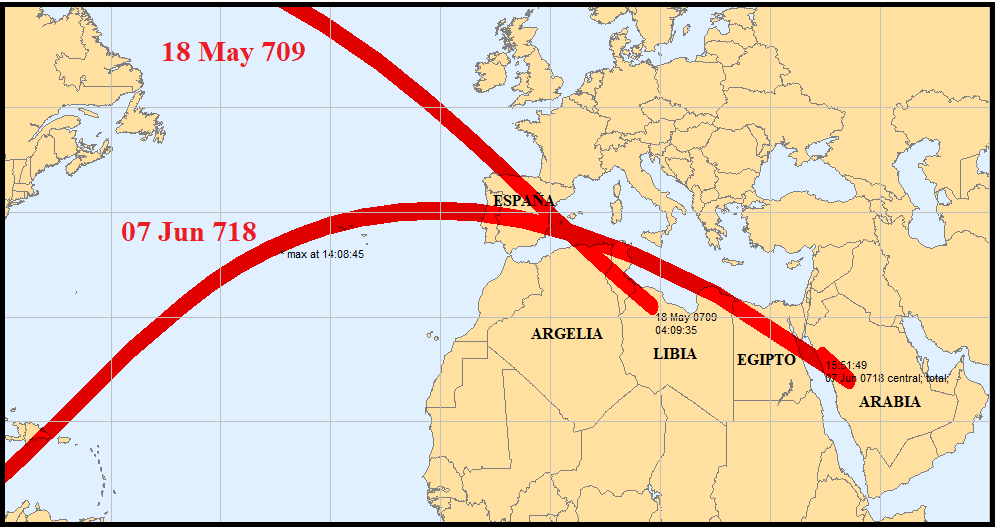 18 May 709
ESPAÑA
07 Jun 718
* max at 14:08:45
18 May 0709
04:09:35
ARGELIA
LIBIA
EGIPTO
15:51:49
07 Jun 0718 central; total;
ARABIA